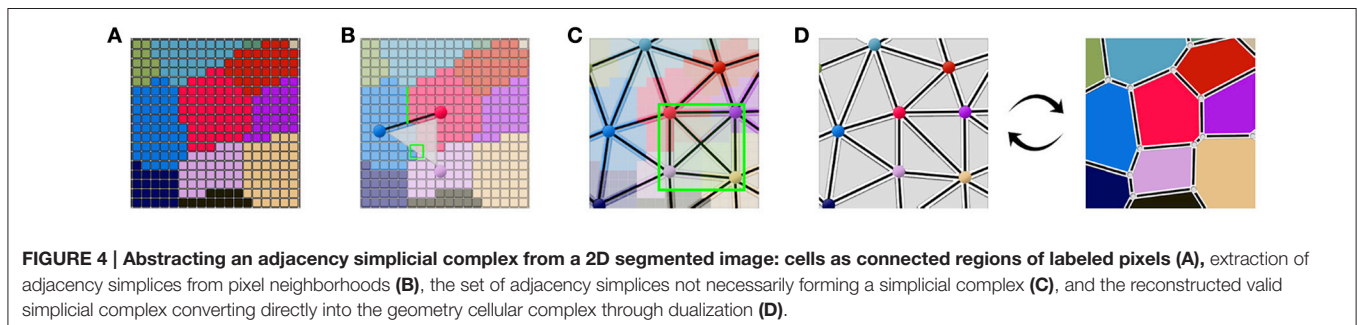 A B C D
FIGURE 4 | Abstracting an adjacency simplicial complex from a 2D segmented image: cells as connected regions of labeled pixels (A), extraction of
adjacency simplices from pixel neighborhoods (B), the set of adjacency simplices not necessarily forming a simplicial complex (C), and the reconstructed valid
simplicial complex converting directly into the geometry cellular complex through dualization (D).